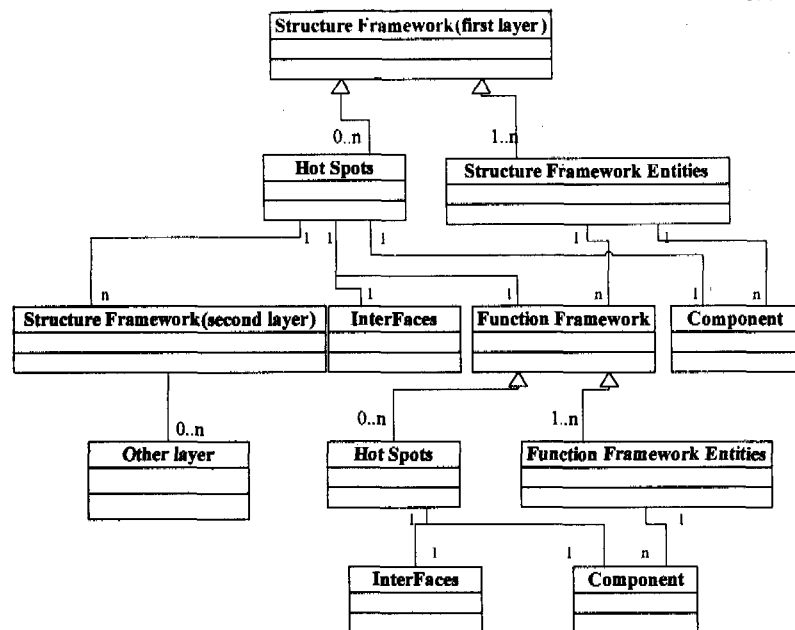 Structure Framework(first layer)
0..n
1..n
Hot Spots
Structure Framework Entities
1
1
1
1
1
n
1
1
n
1
n
Structure Framework(second layer)
InterFaces
Function Framework
Component
0..n
0..n
1..n
Other layer
Hot Spots
Function Framework Entities
1
1
1
1
n
InterFaces
Component